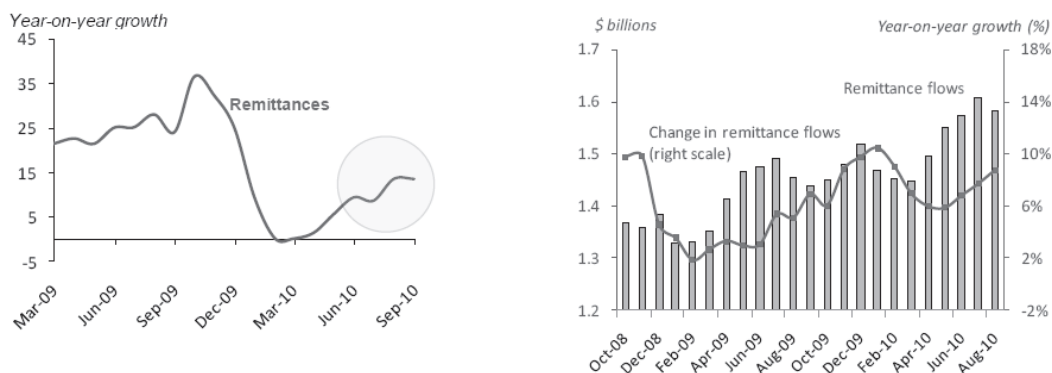 Year-on-year growth
45
35
25
15
5
-5
Remittances
Mar-09
Jun-09
Sep-09
Dec-09
Mar-10
Jun-10
Sep-10
$ billions
Year-on-year growth (%)
1.7
1.6
1.5
1.4
1.3
1.2
18%
14%
10%
6%
2%
-2%
Remittance flows
Change in remittance flows
(right scale)
Oct-08
Dec-08
Feb-09
Apr-09
Jun-09
Aug-09
Oct-09
Dec-09
Feb-10
Apr-10
Jun-10
Aug-10